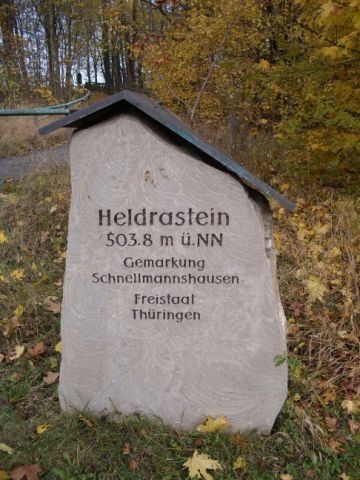 Heldrastein
503.8 m ü.NN
Gemarkung
Schnellmannshausen
Freistaat
Thüringen